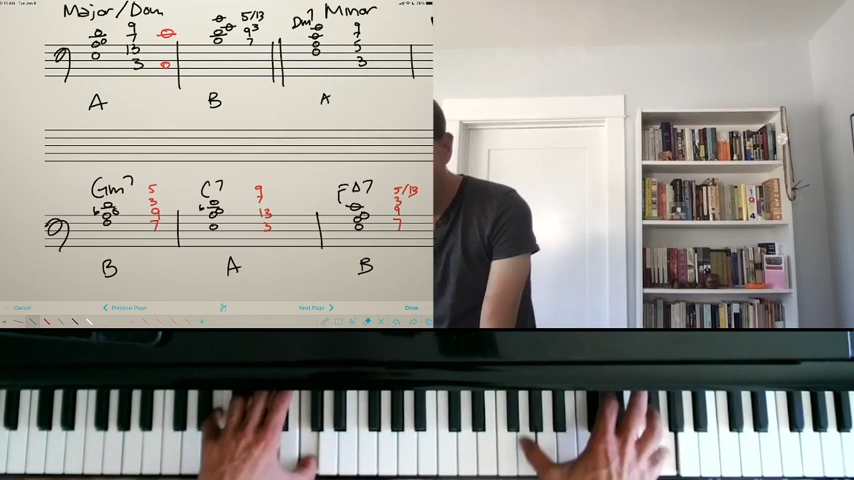 Major/Dom
9
7
13
3
5/13
9 3
7
Minor
Dm7
9
7
5
3
A
B
A
Gm7
5
3
9
7
C7
9
7
13
3
FΔ7
5/13
3
9
7
B
A
B
Cancel
Previous Page
Next Page
Done